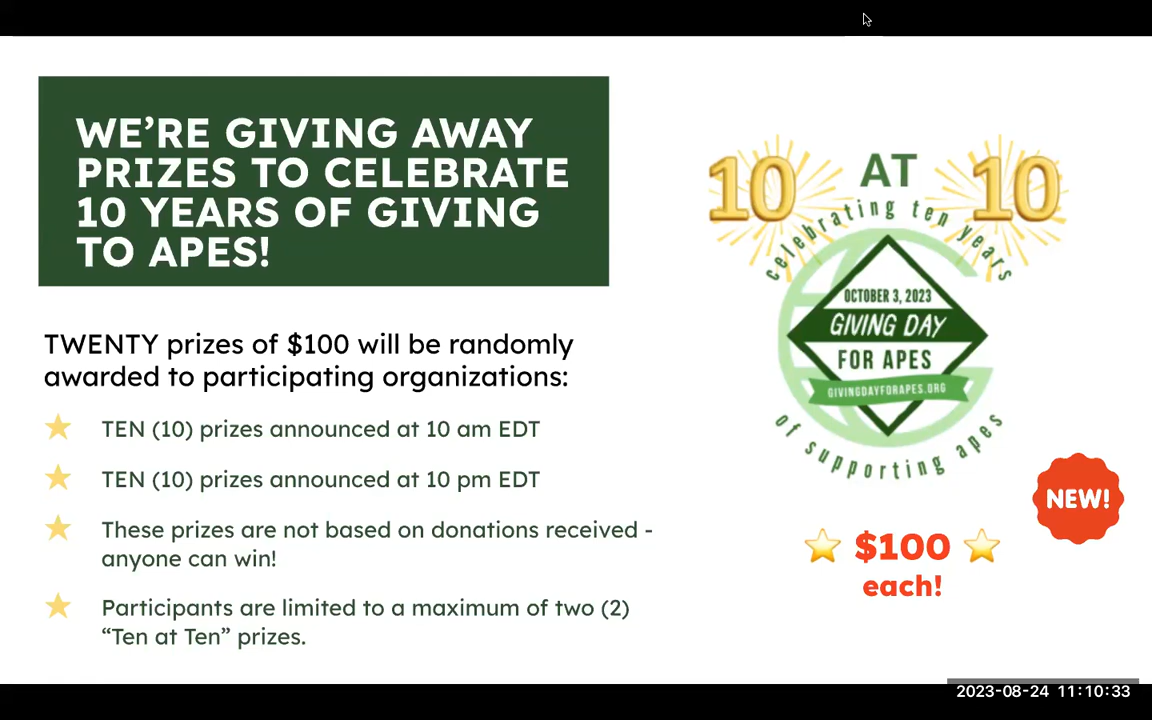 WE’RE GIVING AWAY
PRIZES TO CELEBRATE
10 YEARS OF GIVING
TO APES!
TWENTY prizes of $100 will be randomly
awarded to participating organizations:
TEN (10) prizes announced at 10 am EDT
TEN (10) prizes announced at 10 pm EDT
These prizes are not based on donations received -
anyone can win!
Participants are limited to a maximum of two (2)
“Ten at Ten” prizes.
10 AT 10
celebrating ten years
OCTOBER 3, 2023
GIVING DAY
FOR APES
GIVINGDAYFORAPES.ORG
of supporting apes
NEW!
$100
each!
2023-08-24 11:10:33